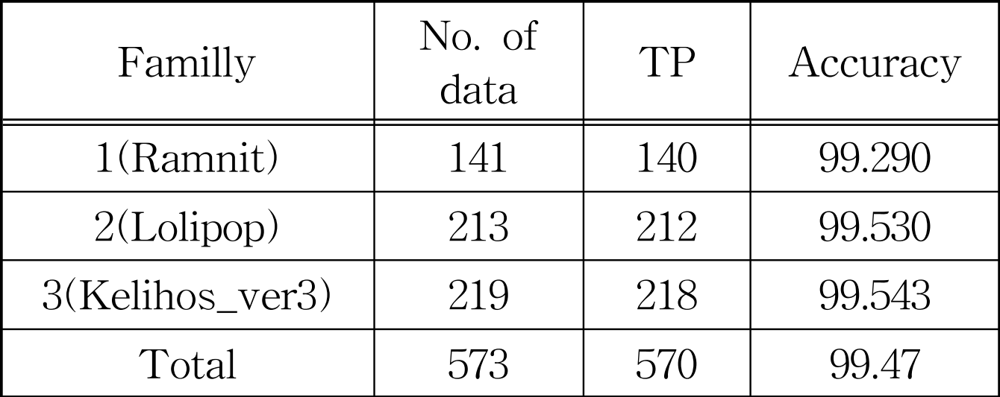 Familly No. of data TP Accuracy
1(Ramnit) 141 140 99.290
2(Lolipop) 213 212 99.530
3(Kelihos_ver3) 219 218 99.543
Total 573 570 99.47